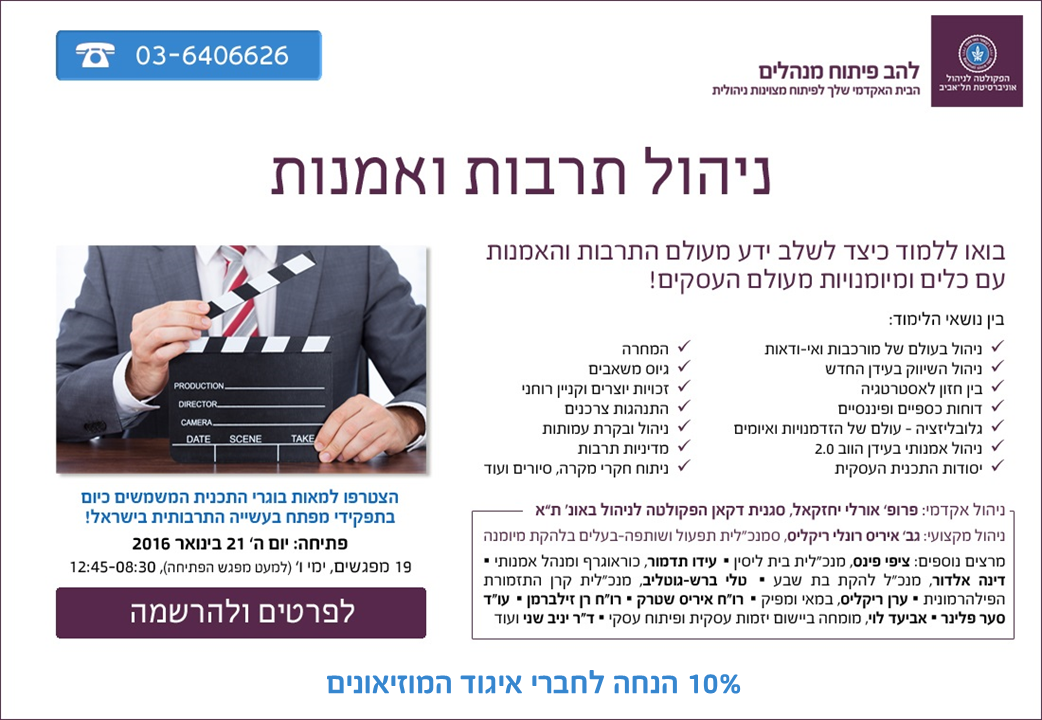 03-6406626
הפקולטה לניהול
אוניברסיטת תל-אביב
להב פיתוח מנהלים
הבית האקדמי שלך לפיתוח מצוינות ניהולית
ניהול תרבות ואמנות
בואו ללמוד כיצד לשלב ידע מעולם התרבות והאמנות
עם כלים ומיומנויות מעולם העסקים!
בין נושאי הלימוד:
✓ ניהול בעולם של מורכבות ואי-ודאות
✓ ניהול השיווק בעידן החדש
✓ בין חזון לאסטרטגיה
✓ דוחות כספיים ופיננסיים
✓ גלובליזציה - עולם של הזדמנויות ואיומים
✓ ניהול אמנותי בעידן הווב 2.0
✓ יסודות התכנית העסקית
✓ המחרה
✓ גיוס משאבים
✓ זכויות יוצרים וקניין רוחני
✓ התנהגות צרכנים
✓ ניהול ובקרת עמותות
✓ מדיניות תרבות
✓ ניתוח חקרי מקרה, סיורים ועוד
ניהול אקדמי: פרופ' אורלי יחזקאל, סגנית דקאן הפקולטה לניהול באונ' ת"א
ניהול מקצועי: גב' איריס רונלי ריקליס, סמנכ"לית תפעול ושותפה-בעלים בלהקת מיומנה
מרצים נוספים: ציפי פינס, מנכ"לית בית ליסין ▪ עידו תדמור, כוראוגרף ומנהל אמנותי ▪
דינה אלדור, מנכ"ל להקת בת שבע ▪ טלי ברש-גוטליב, מנכ"לית קרן התזמורת
הפילהרמונית ▪ ערן ריקליס, במאי ומפיק ▪ רו"ח איריס שטרק ▪ רו"ח רן זילברמן ▪ עו"ד
סער פלינר ▪ אביעד לוי, מומחה ביישום יזמות עסקית ופיתוח עסקי ▪ ד"ר יניב שני ועוד
PRODUCTION
DIRECTOR
CAMERA
DATE SCENE TAKE
הצטרפו למאות בוגרי התכנית המשמשים כיום
בתפקידי מפתח בעשייה התרבותית בישראל!
פתיחה: יום ה' 21 בינואר 2016
19 מפגשים, ימי ו' (למעט מפגש הפתיחה), 12:45-08:30
לפרטים ולהרשמה
10% הנחה לחברי איגוד המוזיאונים